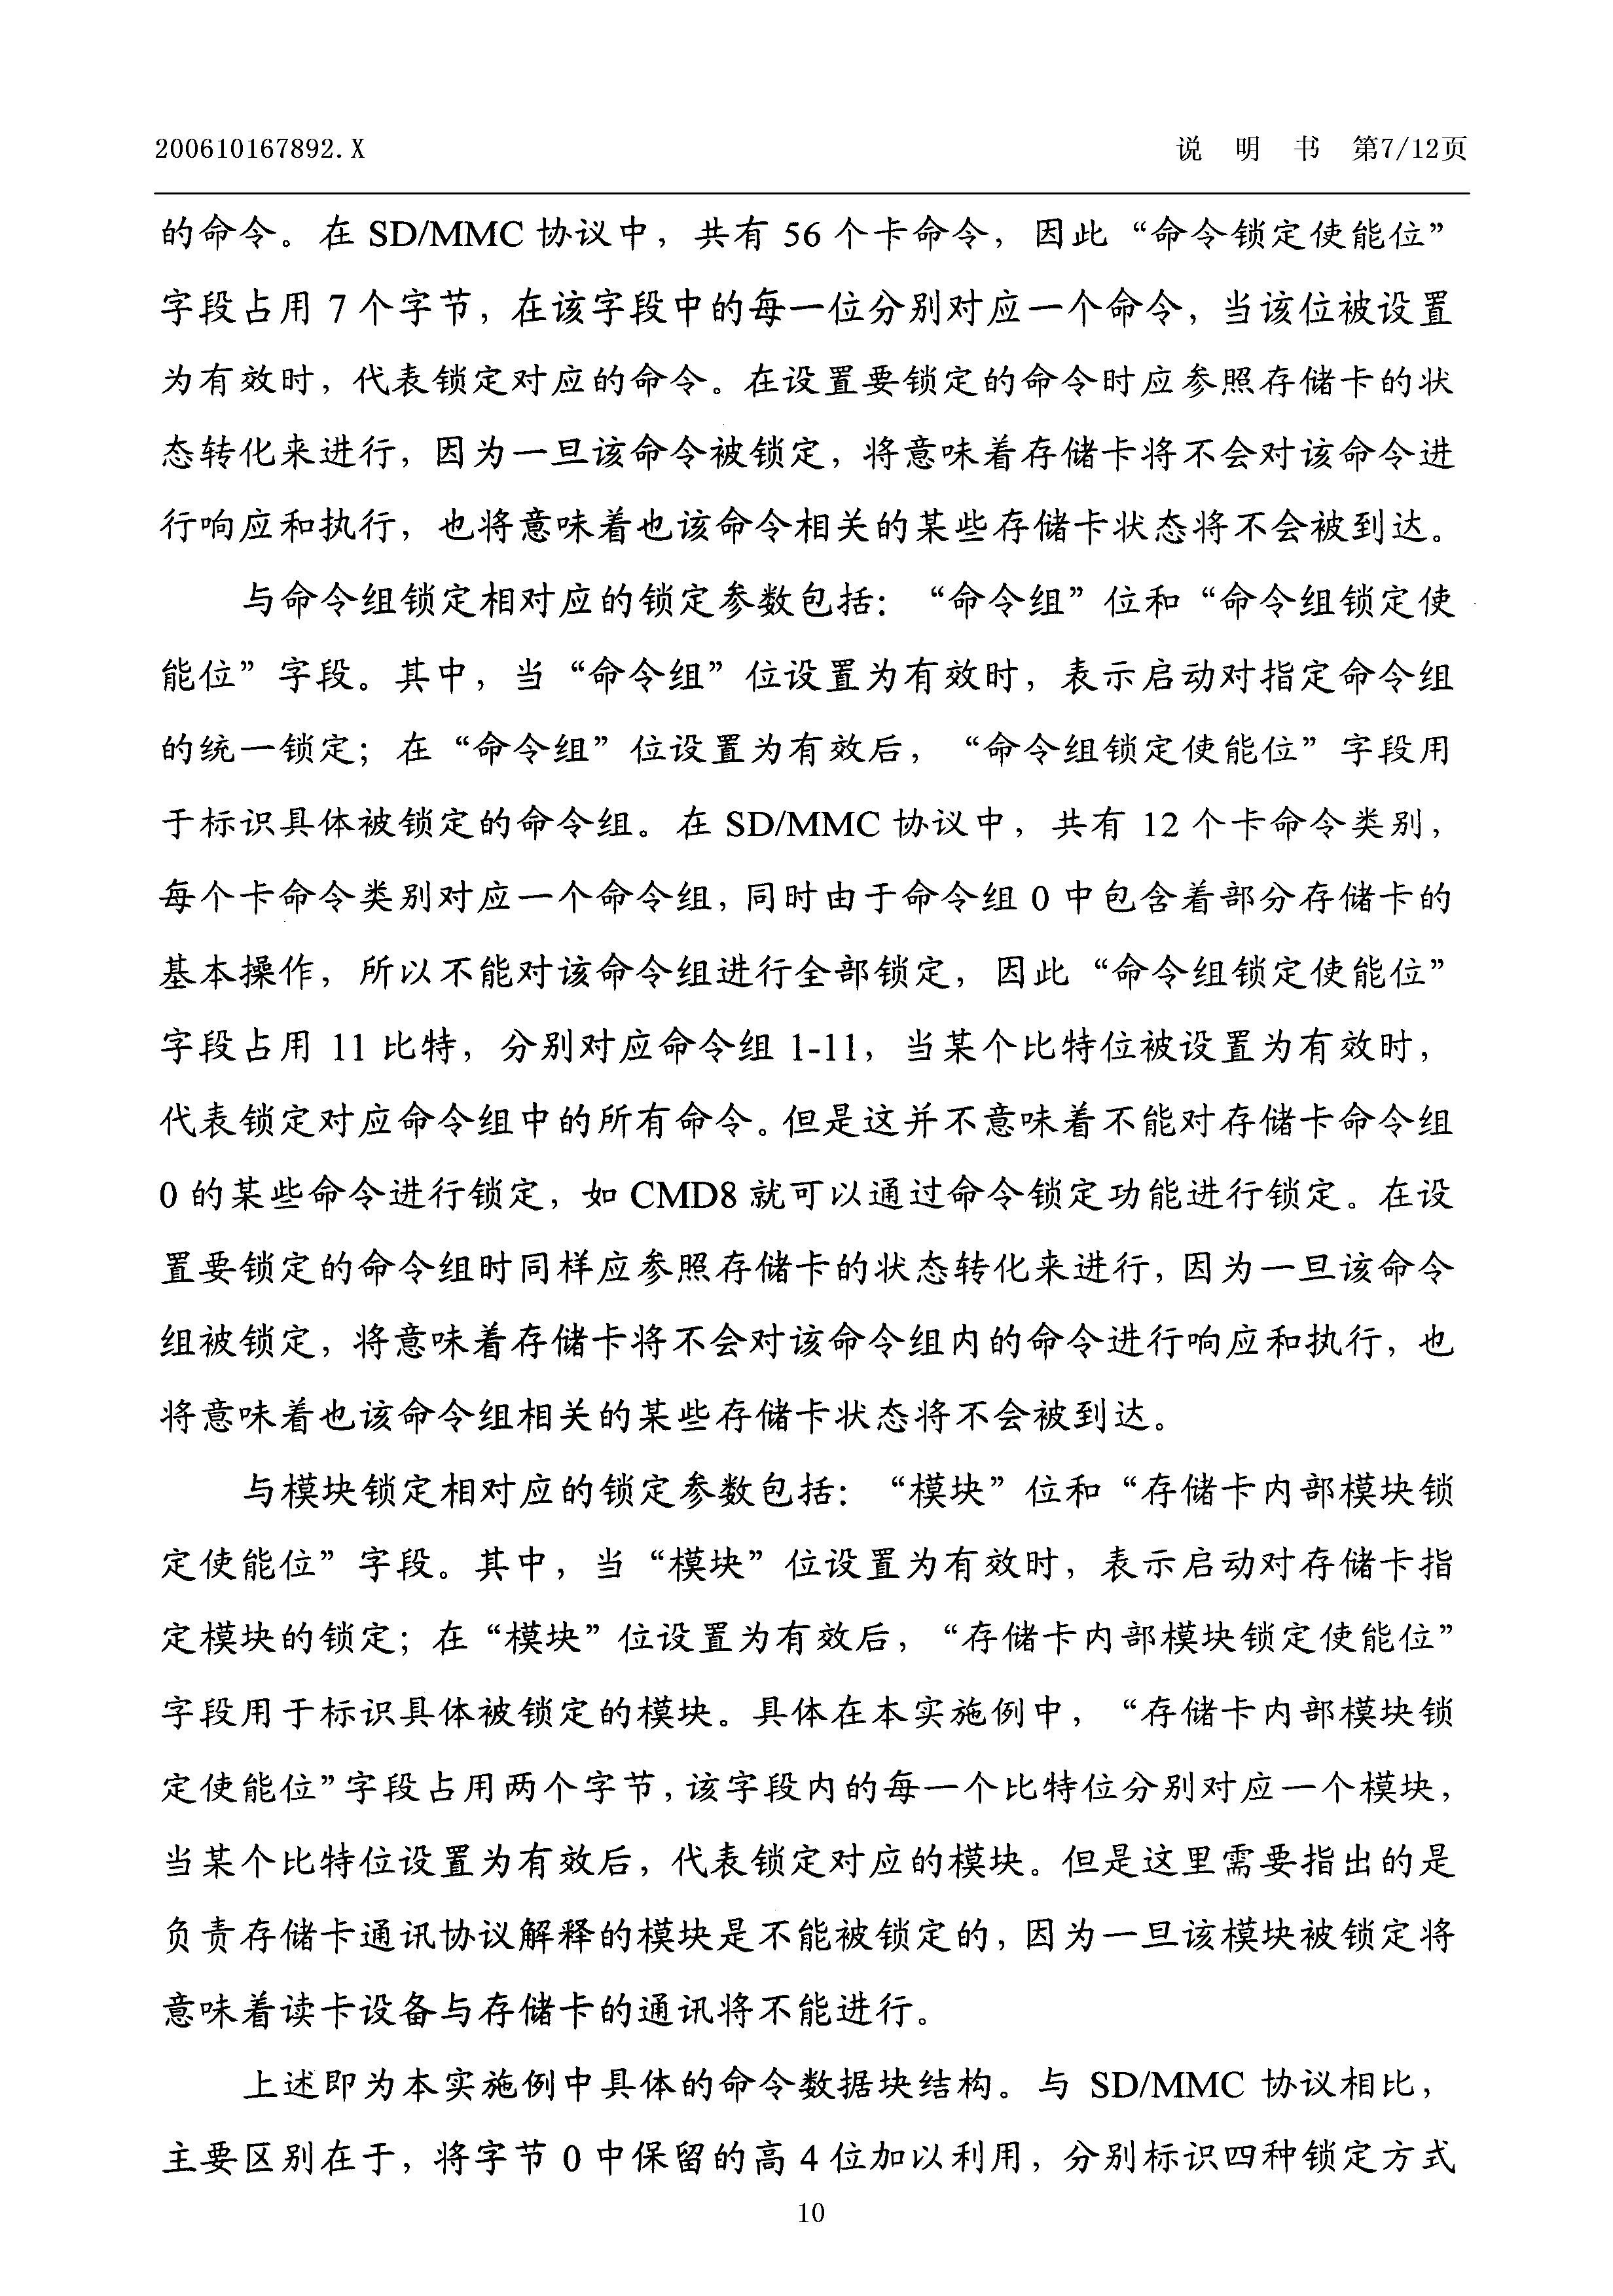 200610167892.X 说 明 书 第7/12页
的命令。在 SD/MMC 协议中，共有 56 个卡命令，因此“命令锁定使能位”
字段占用 7 个字节，在该字段中的每一位分别对应一个命令，当该位被设置
为有效时，代表锁定对应的命令。在设置要锁定的命令时应参照存储卡的状
态转化来进行，因为一旦该命令被锁定，将意味着存储卡将不会对该命令进
行响应和执行，也将意味着也该命令相关的某些存储卡状态将不会被到达。
与命令组锁定相对应的锁定参数包括：“命令组”位和“命令组锁定使
能位”字段。其中，当“命令组”位设置为有效时，表示启动对指定命令组
的统一锁定；在“命令组”位设置为有效后，“命令组锁定使能位”字段用
于标识具体被锁定的命令组。在 SD/MMC 协议中，共有 12 个卡命令类别，
每个卡命令类别对应一个命令组，同时由于命令组 0 中包含着部分存储卡的
基本操作，所以不能对该命令组进行全部锁定，因此“命令组锁定使能位”
字段占用 11 比特，分别对应命令组 1-11，当某个比特位被设置为有效时，
代表锁定对应命令组中的所有命令。但是这并不意味着不能对存储卡命令组
0 的某些命令进行锁定，如 CMD8 就可以通过命令锁定功能进行锁定。在设
置要锁定的命令组时同样应参照存储卡的状态转化来进行，因为一旦该命令
组被锁定，将意味着存储卡将不会对该命令组内的命令进行响应和执行，也
将意味着也该命令组相关的某些存储卡状态将不会被到达。
与模块锁定相对应的锁定参数包括：“模块”位和“存储卡内部模块锁
定使能位”字段。其中，当“模块”位设置为有效时，表示启动对存储卡指
定模块的锁定；在“模块”位设置为有效后，“存储卡内部模块锁定使能位”
字段用于标识具体被锁定的模块。具体在本实施例中，“存储卡内部模块锁
定使能位”字段占用两个字节，该字段内的每一个比特位分别对应一个模块，
当某个比特位设置为有效后，代表锁定对应的模块。但是这里需要指出的是
负责存储卡通讯协议解释的模块是不能被锁定的，因为一旦该模块被锁定将
意味着读卡设备与存储卡的通讯将不能进行。
上述即为本实施例中具体的命令数据块结构。与 SD/MMC 协议相比，
主要区别在于，将字节 0 中保留的高 4 位加以利用，分别标识四种锁定方式
10